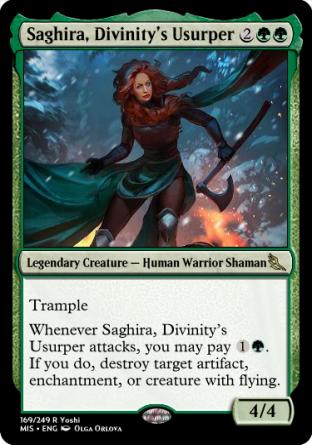 Saghira, Divinity's Usurper 2
Legendary Creature — Human Warrior Shaman
Trample
Whenever Saghira, Divinity's
Usurper attacks, you may pay 1 .
If you do, destroy target artifact,
enchantment, or creature with flying.
169/249 R Yoshi
MIS • ENG Olga Orlova
4/4